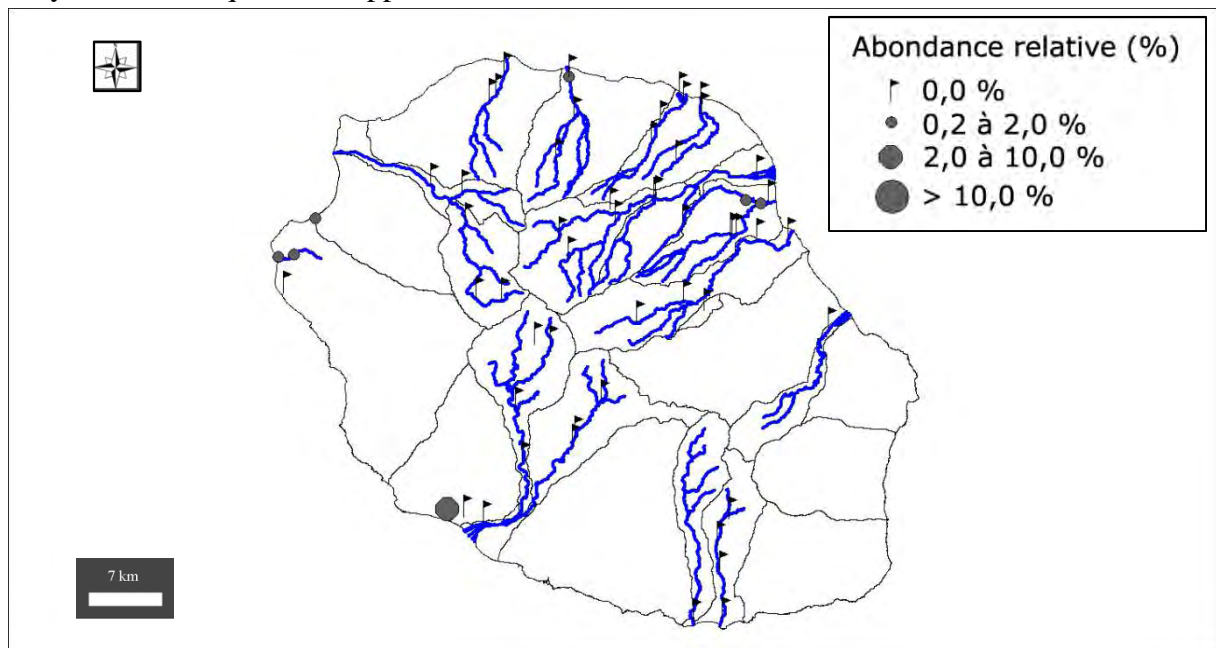 Abondance relative (%)
0,0 %
0,2 à 2,0 %
2,0 à 10,0 %
> 10,0 %
7 km